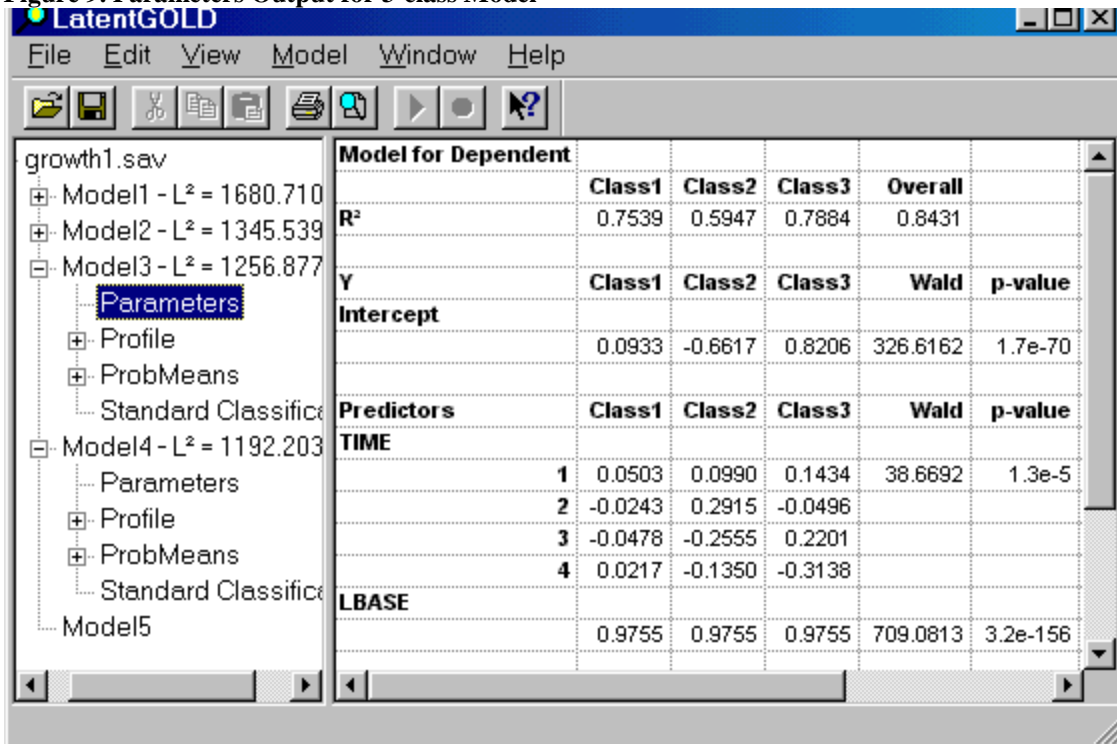 Figure 9. Parameters Output for 3-class Model
LatentGOLD
File Edit View Model Window Help
growth1.sav
Model1 - L² = 1680.710
Model2 - L² = 1345.539
Model3 - L² = 1256.877
Parameters
Profile
ProbMeans
Standard Classifica
Model4 - L² = 1192.203
Parameters
Profile
ProbMeans
Standard Classifica
Model5
Model for Dependent
Class1 Class2 Class3 Overall
R² 0.7539 0.5947 0.7884 0.8431
Y Class1 Class2 Class3 Wald p-value
Intercept
0.0933 -0.6617 0.8206 326.6162 1.7e-70
Predictors Class1 Class2 Class3 Wald p-value
TIME
1 0.0503 0.0990 0.1434 38.6692 1.3e-5
2 -0.0243 0.2915 -0.0496
3 -0.0478 -0.2555 0.2201
4 0.0217 -0.1350 -0.3138
LBASE
0.9755 0.9755 0.9755 709.0813 3.2e-156